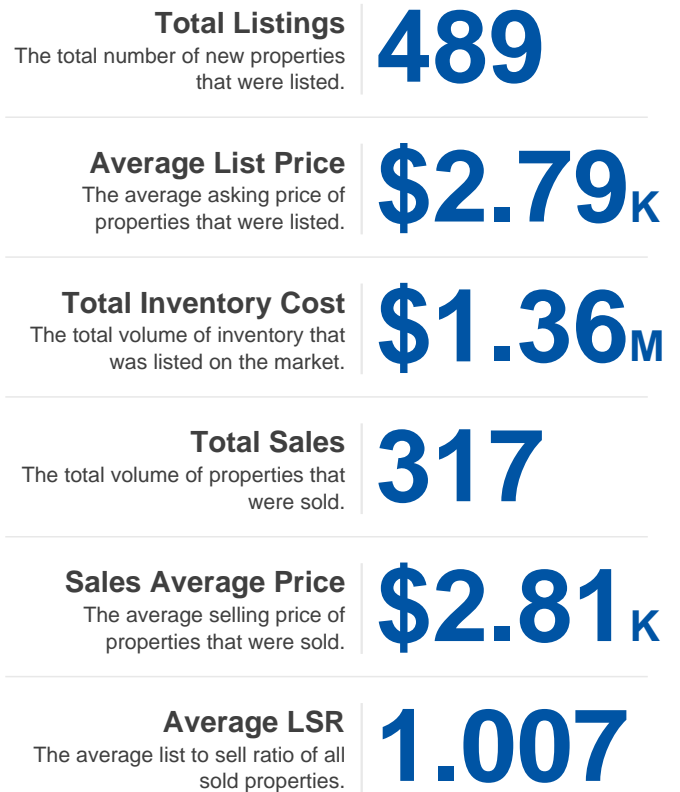 Total Listings
The total number of new properties
that were listed.
489
Average List Price
The average asking price of
properties that were listed.
$2.79K
Total Inventory Cost
The total volume of inventory that
was listed on the market.
$1.36M
Total Sales
The total volume of properties that
were sold.
317
Sales Average Price
The average selling price of
properties that were sold.
$2.81K
Average LSR
The average list to sell ratio of all
sold properties.
1.007